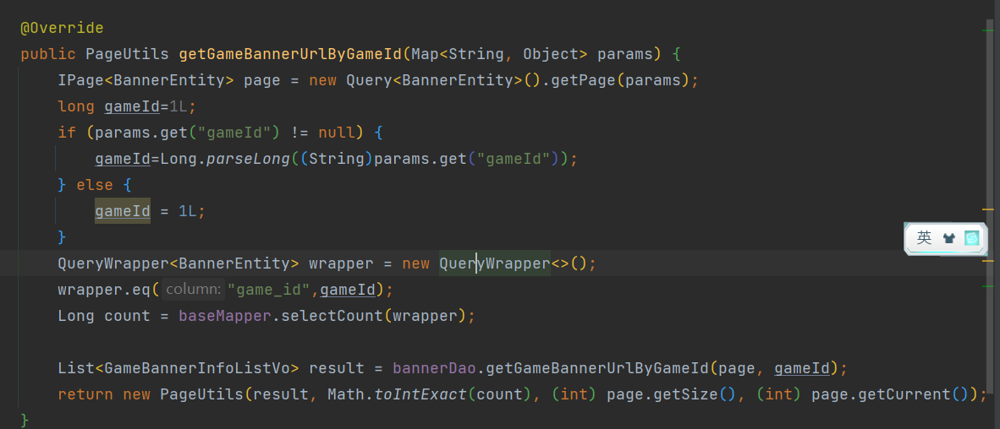 @Override
public PageUtils getGameBannerUrlByGameId(Map<String, Object> params) {
IPage<BannerEntity> page = new Query<BannerEntity>().getPage(params);
long gameId=1L;
if (params.get("gameId") != null) {
gameId=Long.parseLong((String)params.get("gameId"));
} else {
gameId = 1L;
}
英
QueryWrapper<BannerEntity> wrapper = new QueryWrapper<>();
wrapper.eq( column: "game_id",gameId);
Long count = baseMapper.selectCount(wrapper);
List<GameBannerInfoListVo> result = bannerDao.getGameBannerUrlByGameId(page, gameId);
return new PageUtils(result, Math.toIntExact(count), (int) page.getSize(), (int) page.getCurrent());
}